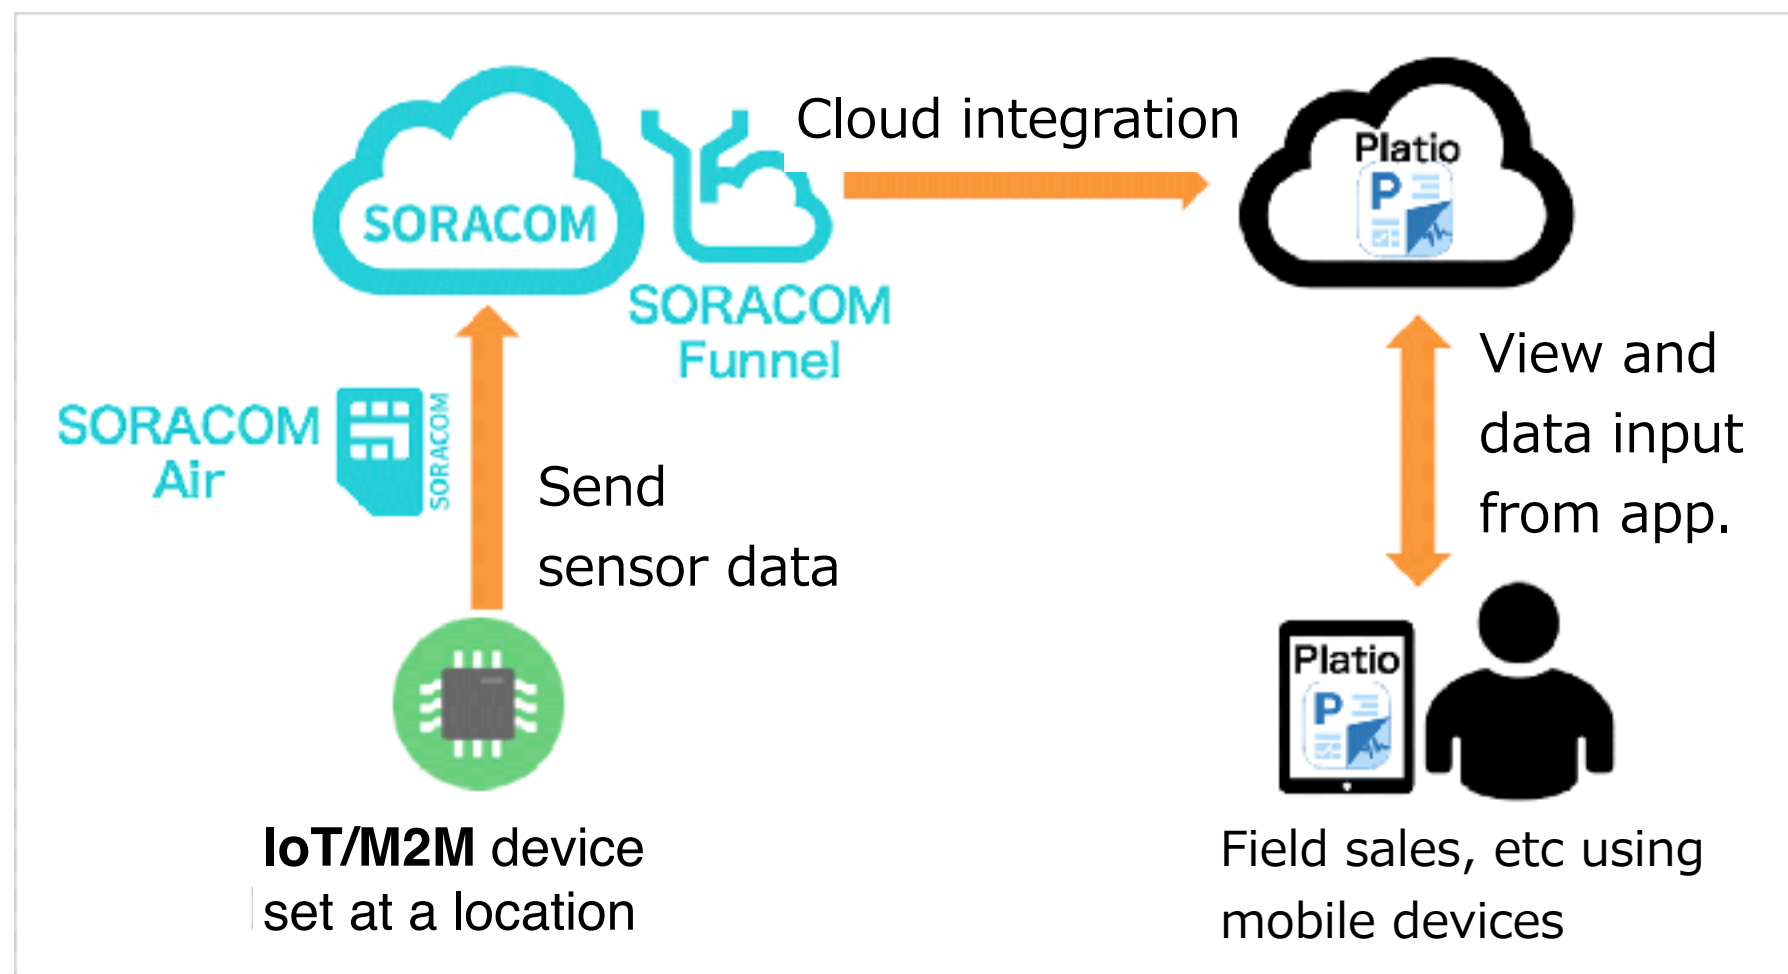 Cloud integration
Platio
P
SORACOM
SORACOM
Funnel
View and
data input
from app.
SORACOM
Air
SORACOM
Send
sensor data
Platio
P
IoT/M2M device
set at a location
Field sales, etc using
mobile devices